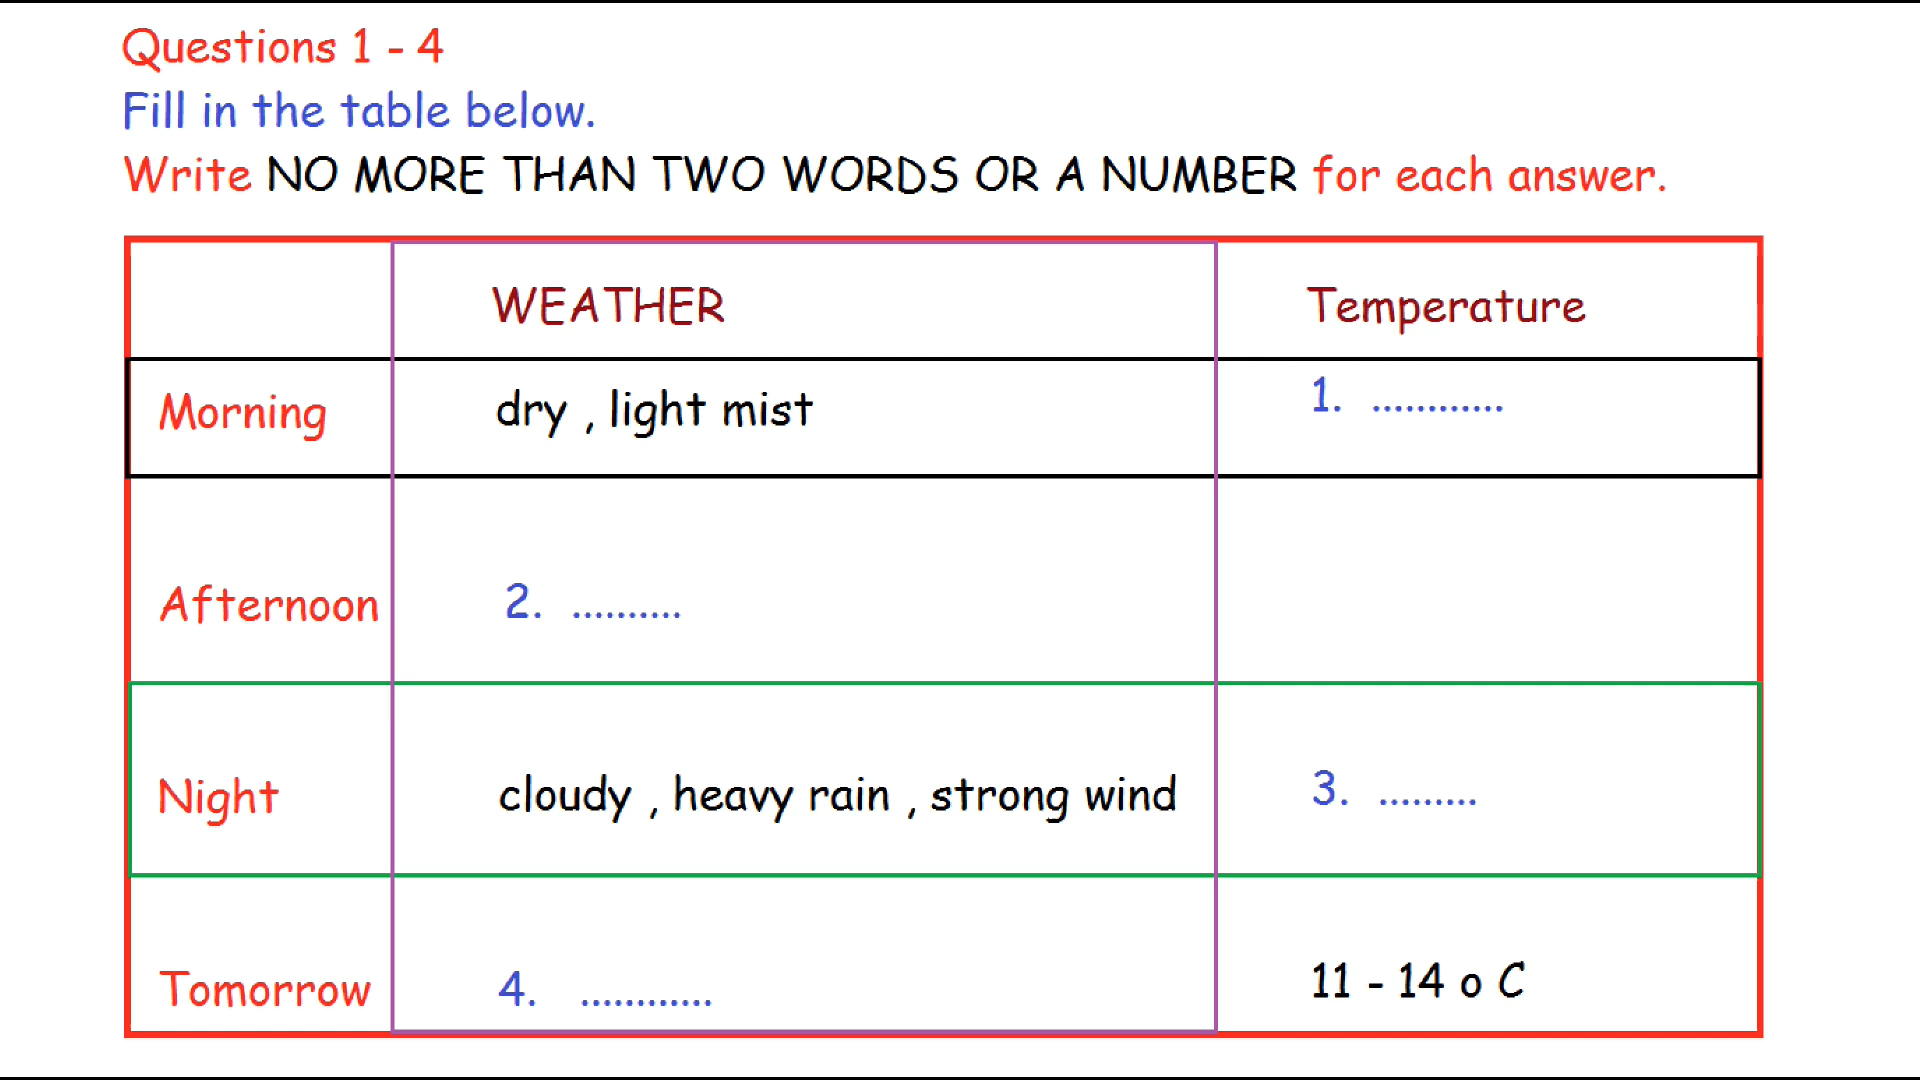 Questions 1 - 4
Fill in the table below.
Write NO MORE THAN TWO WORDS OR A NUMBER for each answer.
WEATHER Temperature
Morning dry , light mist 1. ............
Afternoon 2. ..........
Night cloudy , heavy rain , strong wind 3. .........
Tomorrow 4. ............ 11 - 14 o C